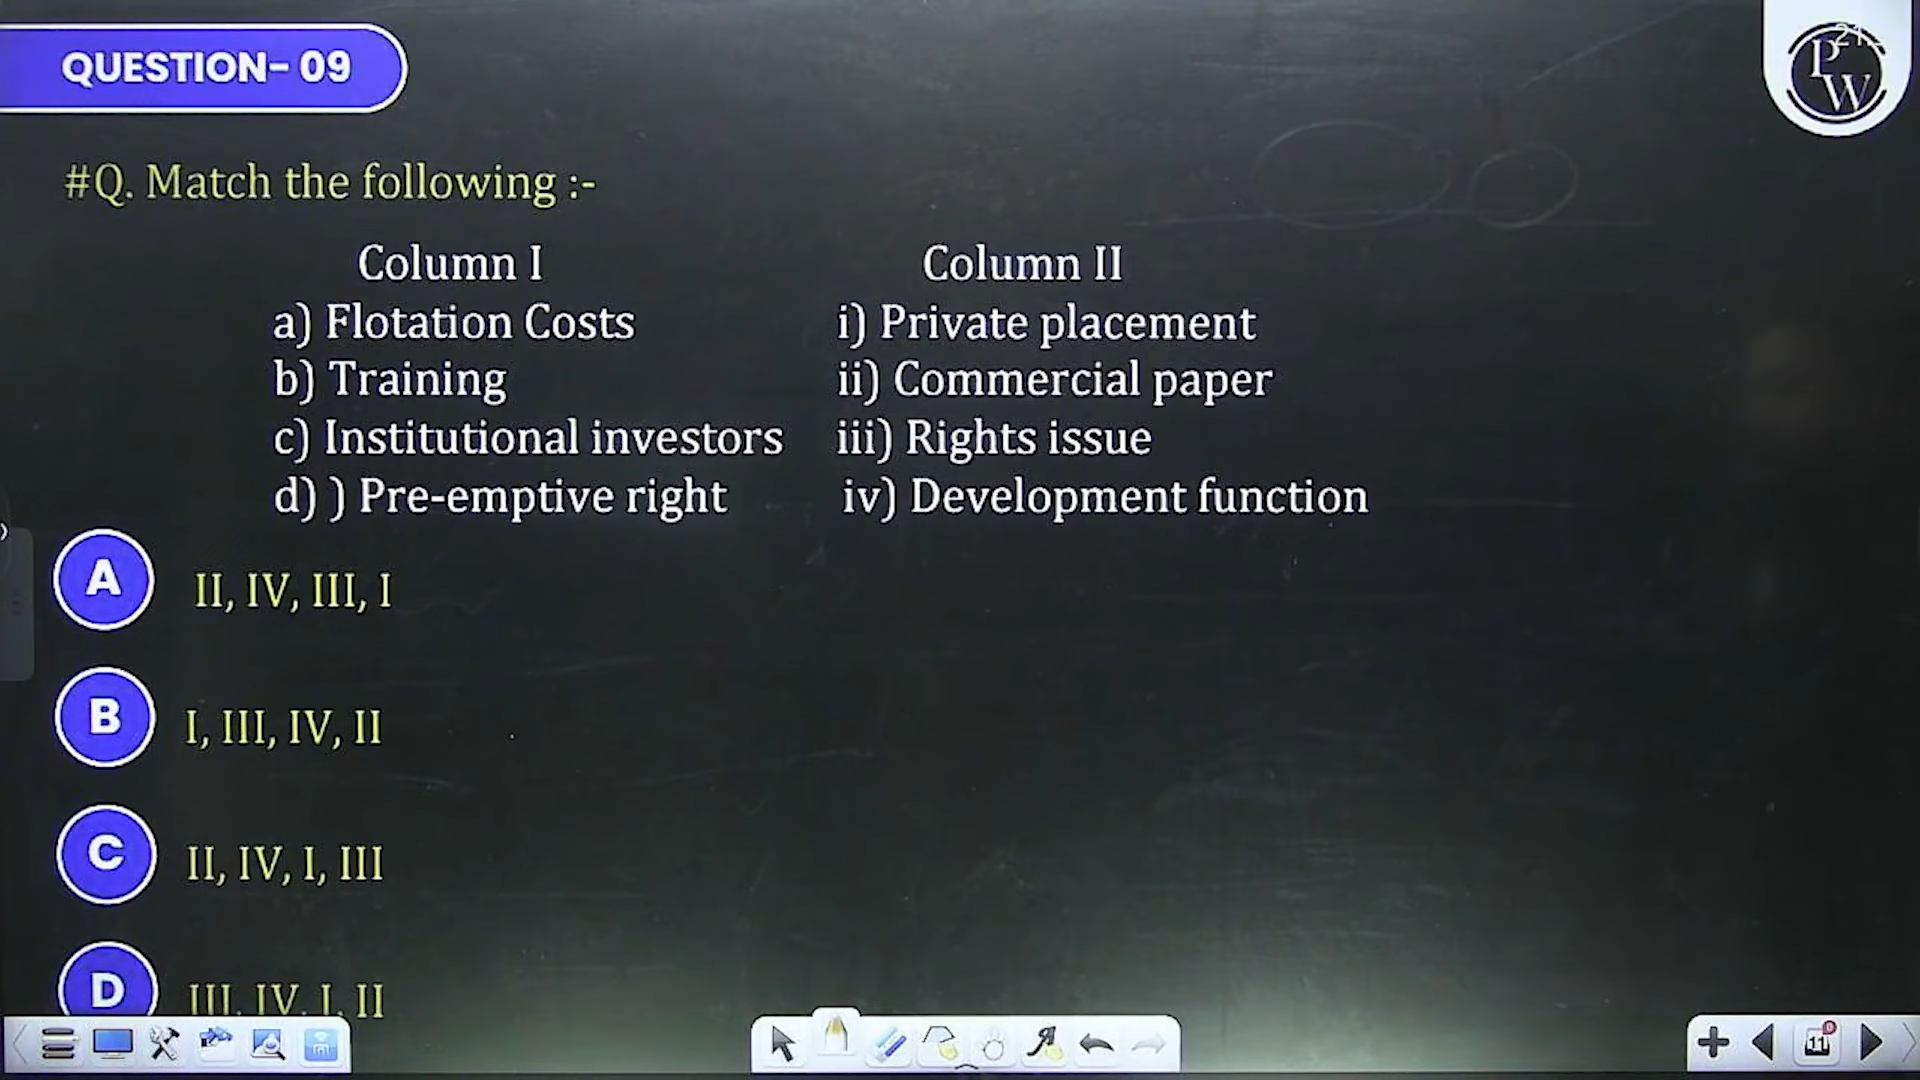 QUESTION- 09
PW
#Q. Match the following :-
Column I Column II
a) Flotation Costs i) Private placement
b) Training ii) Commercial paper
c) Institutional investors iii) Rights issue
d) ) Pre-emptive right iv) Development function
A II, IV, III, I
B I, III, IV, II
C II, IV, I, III
D III, IV, I, II
11